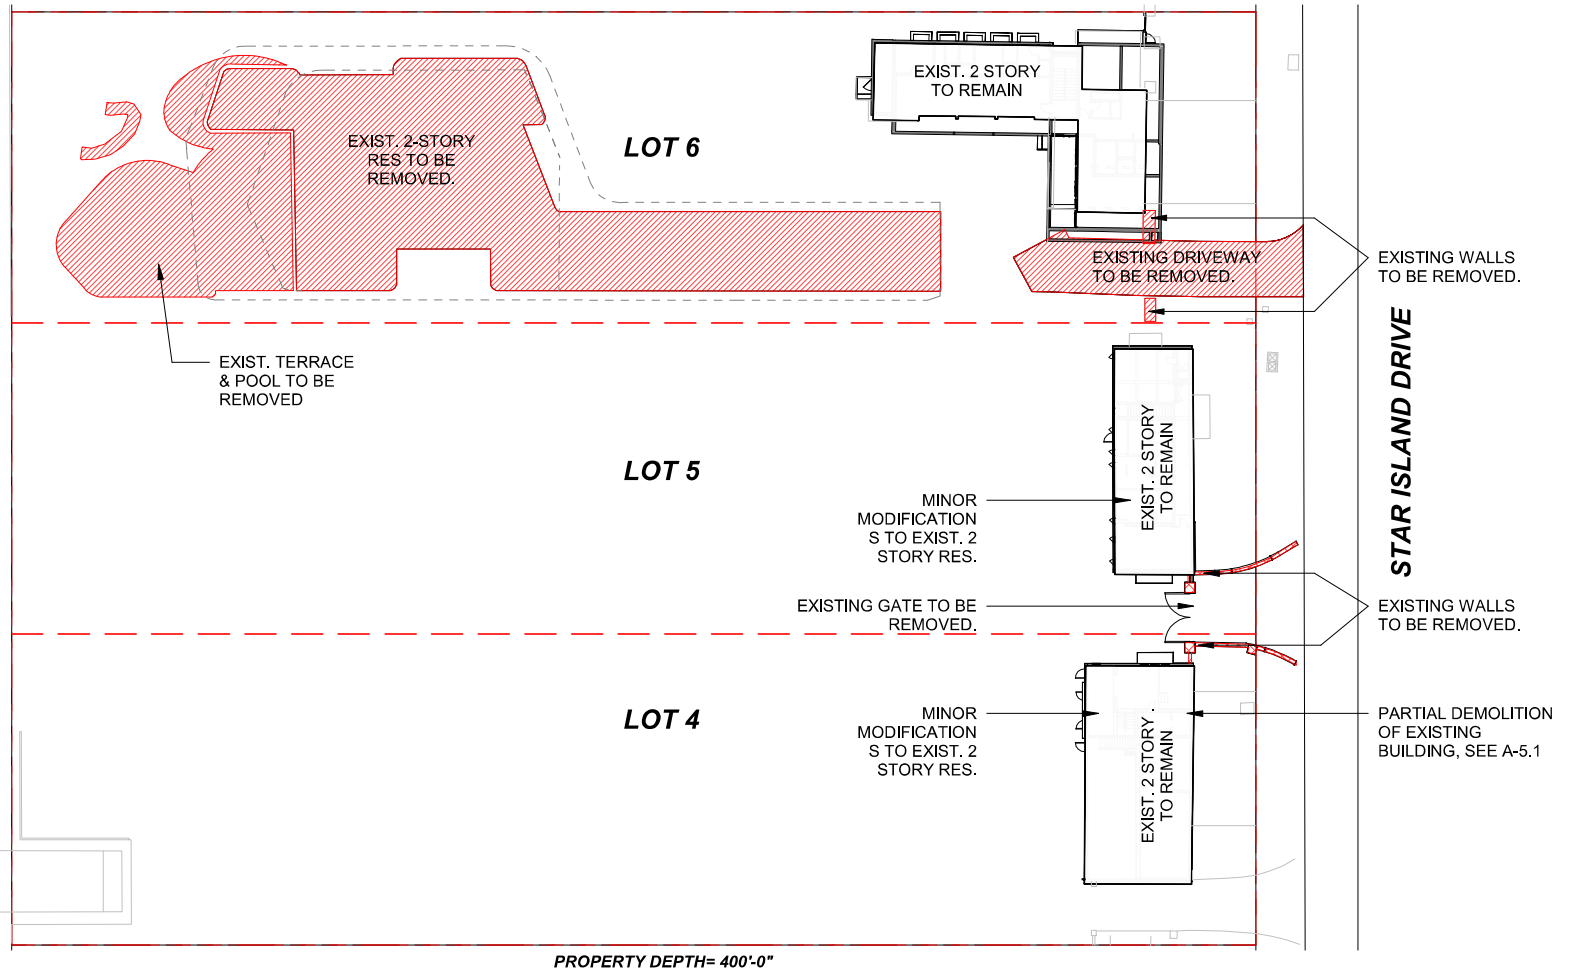 EXIST. 2 STORY
TO REMAIN
LOT 6
EXIST. 2-STORY
RES TO BE
REMOVED.
EXISTING DRIVEWAY
TO BE REMOVED.
EXISTING WALLS
TO BE REMOVED.
EXIST. TERRACE
& POOL TO BE
REMOVED
STAR ISLAND DRIVE
LOT 5
EXIST. 2 STORY
TO REMAIN
MINOR
MODIFICATION
S TO EXIST. 2
STORY RES.
EXISTING GATE TO BE
REMOVED.
EXISTING WALLS
TO BE REMOVED.
LOT 4
MINOR
MODIFICATION
S TO EXIST. 2
STORY RES.
EXIST. 2 STORY .
TO REMAIN
PARTIAL DEMOLITION
OF EXISTING
BUILDING, SEE A-5.1
PROPERTY DEPTH= 400'-0"